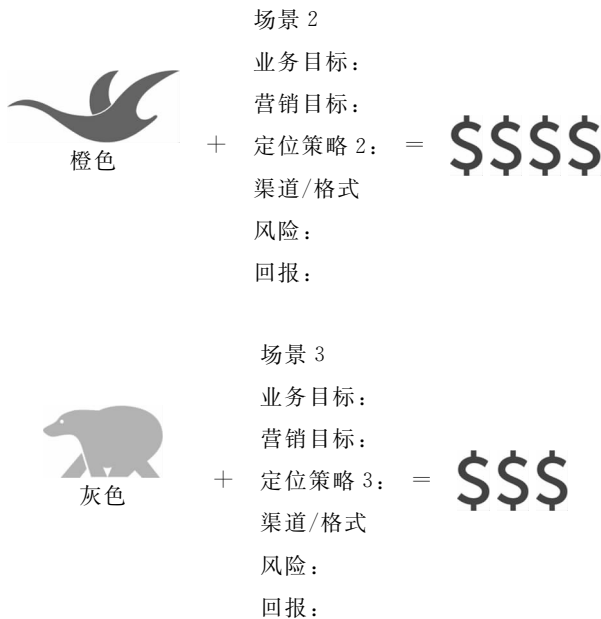 场景 2
业务目标：
营销目标：
橙色
+ 定位策略 2： = $$$$
渠道/格式
风险：
回报：
场景 3
业务目标：
营销目标：
灰色
+ 定位策略 3： = $$$
渠道/格式
风险：
回报：